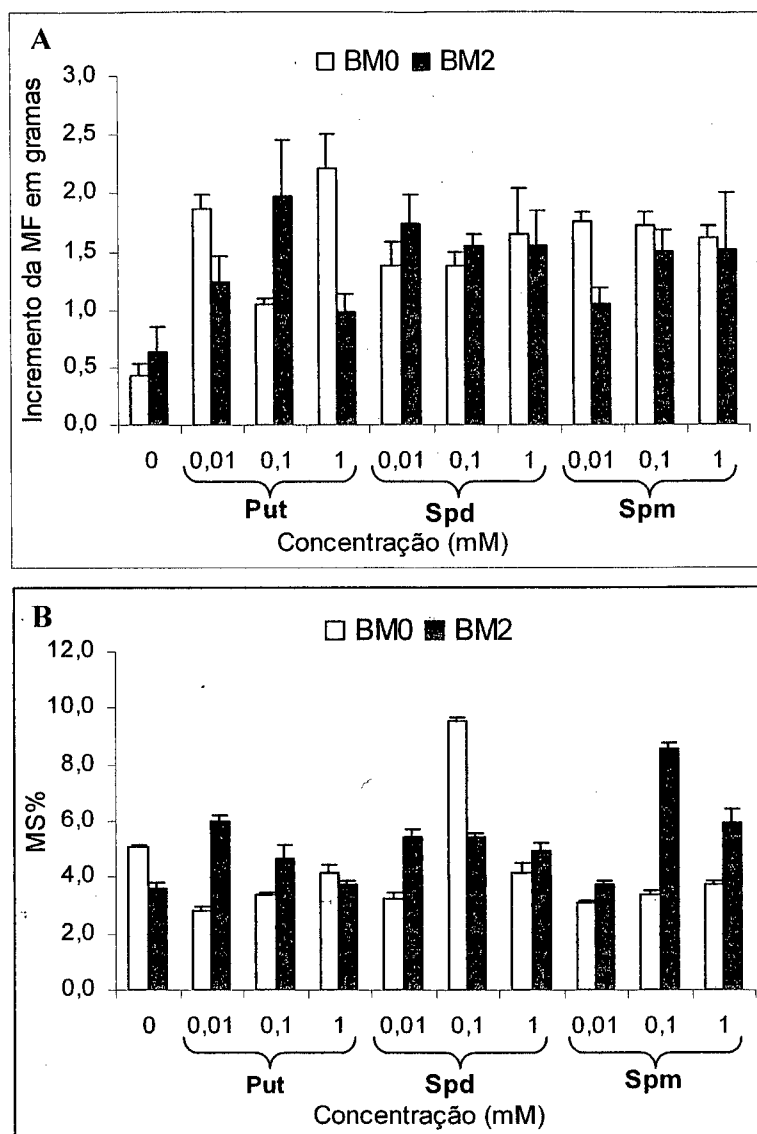 A
BM0 BM2
Incremento da MF em gramas
3,0
2,5
2,0
1,5
1,0
0,5
0,0
0 0,01 0,1 1 0,01 0,1 1 0,01 0,1 1
Put Spd Spm
Concentração (mM)
B
BM0 BM2
MS%
12,0
10,0
8,0
6,0
4,0
2,0
0,0
0 0,01 0,1 1 0,01 0,1 1 0,01 0,1 1
Put Spd Spm
Concentração (mM)